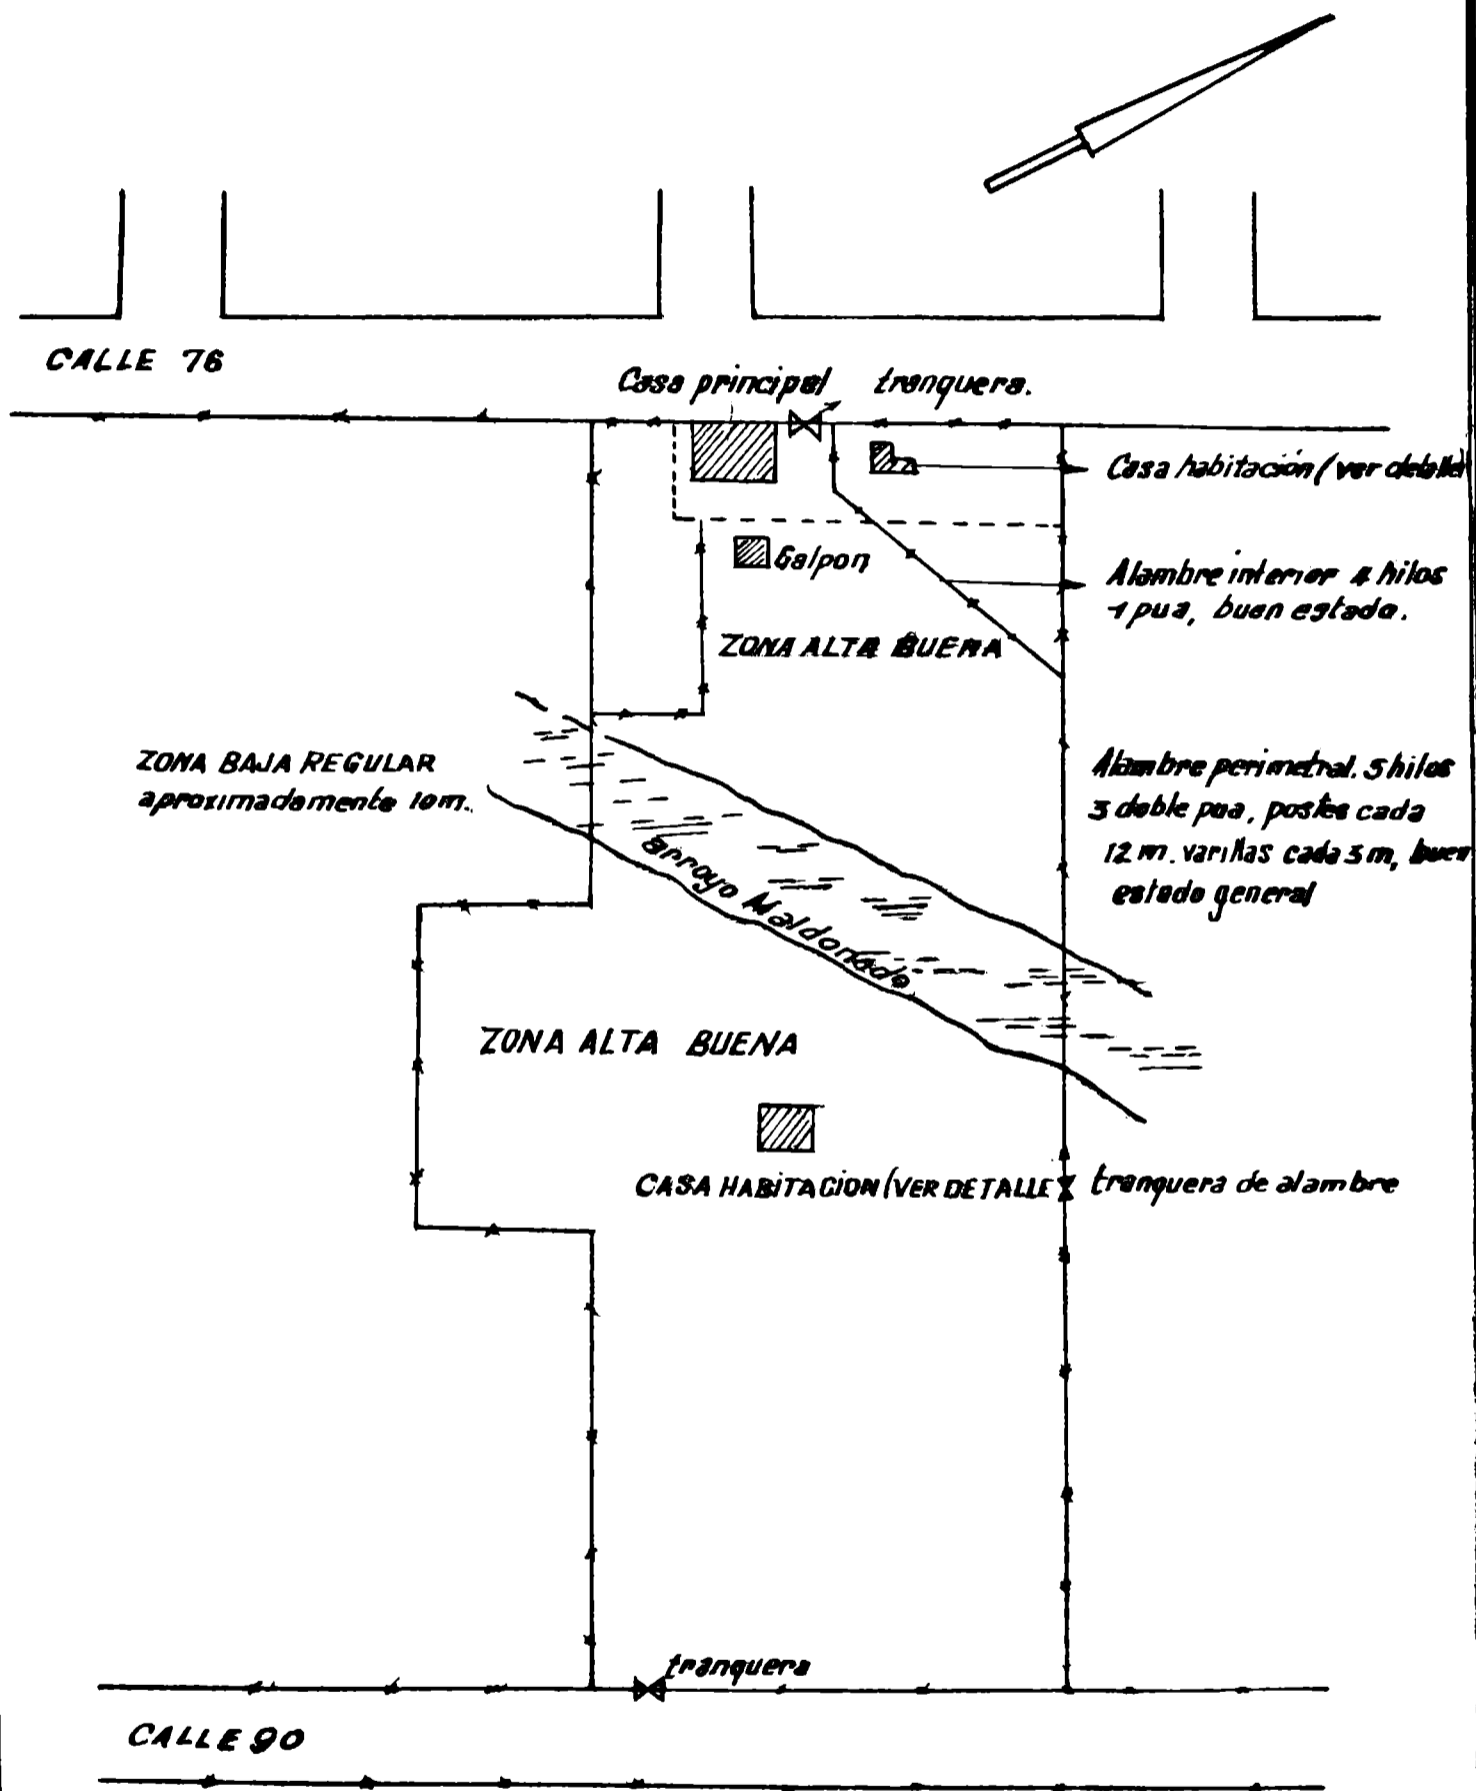 CALLE 76
Casa principal tranquera.
Casa habitación (ver detalle)
Galpon
Alambre interior 4 hilos
1 pua, buen estado.
ZONA ALTA BUENA
ZONA BAJA REGULAR
aproximadamente 10m.
Alambre perimetral. 5 hilos
3 doble pua, postes cada
12 m. varillas cada 3 m, buen
estado general
arroyo Maldonado
ZONA ALTA BUENA
CASA HABITACION (VER DETALLE
tranquera de alambre
tranquera
CALLE 90